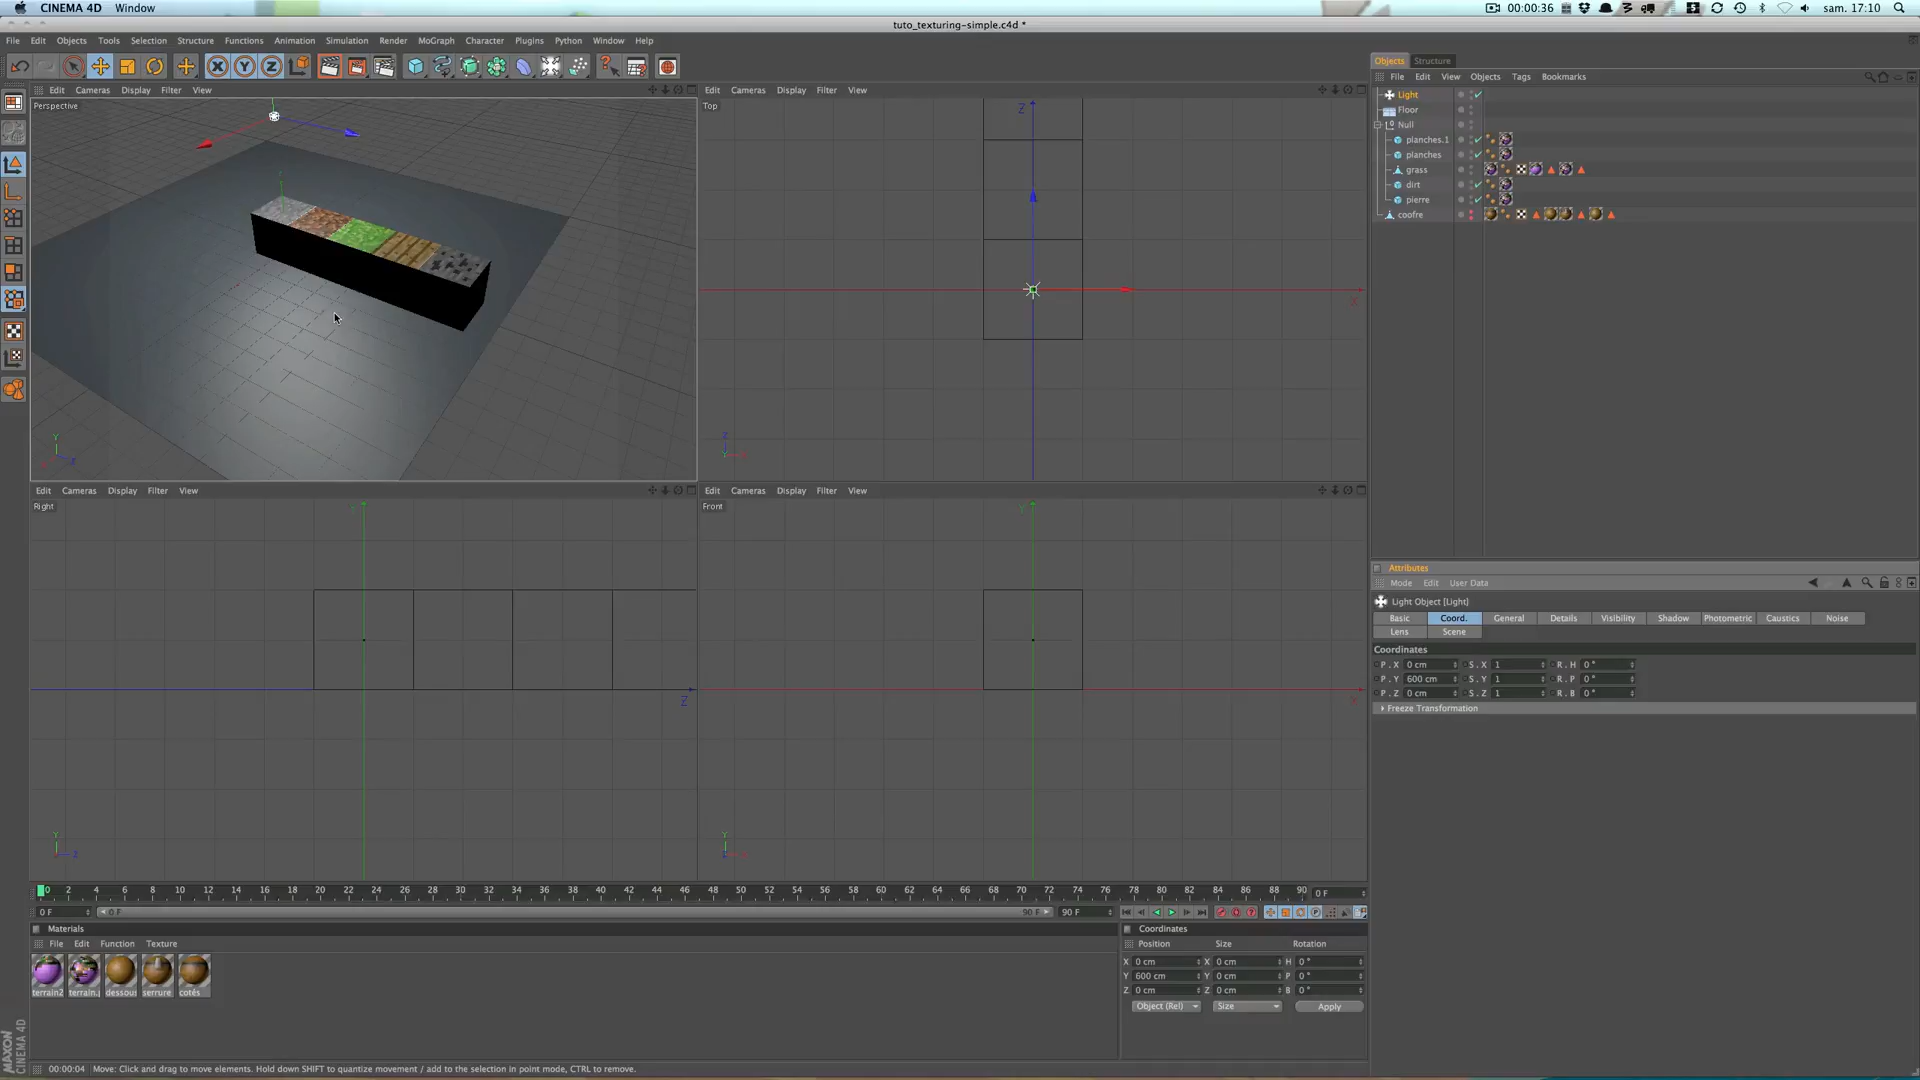 CINEMA 4D Window 00:00:36 sam. 17:10
tuto_texturing-simple.c4d *
File Edit Objects Tools Selection Structure Functions Animation Simulation Render MoGraph Character Plugins Python Window Help
Objects Structure
File Edit View Objects Tags Bookmarks
Edit Cameras Display Filter View
Perspective
Edit Cameras Display Filter View
Top
Z
X
Light
Floor
Null
planches.1
planches
grass
dirt
pierre
coofre
Edit Cameras Display Filter View
Right
Y
Z
Edit Cameras Display Filter View
Front
Y
X
Attributes
Mode Edit User Data
Light Object [Light]
Basic Coord. General Details Visibility Shadow Photometric Caustics Noise
Lens Scene
Coordinates
P . X 0 cm S . X 1 R . H 0 °
P . Y 600 cm S . Y 1 R . P 0 °
P . Z 0 cm S . Z 1 R . B 0 °
Freeze Transformation
0 2 4 6 8 10 12 14 16 18 20 22 24 26 28 30 32 34 36 38 40 42 44 46 48 50 52 54 56 58 60 62 64 66 68 70 72 74 76 78 80 82 84 86 88 90 0 F
0 F 0 F 90 F 90 F
Materials
File Edit Function Texture
terrain2 terrain. dessous serrure cotés
Coordinates
Position Size Rotation
X 0 cm X 0 cm H 0 °
Y 600 cm Y 0 cm P 0 °
Z 0 cm Z 0 cm B 0 °
Object (Rel) Size Apply
MAXON CINEMA 4D
00:00:04 Move: Click and drag to move elements. Hold down SHIFT to quantize movement / add to the selection in point mode, CTRL to remove.